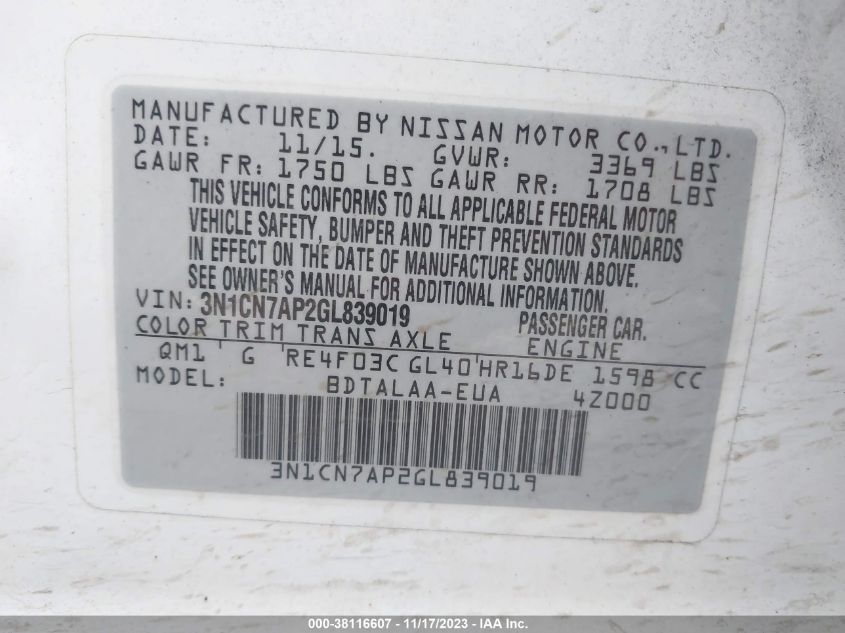 MANUFACTURED BY NISSAN MOTOR CO., LTD.
DATE: 11/15. GVWR: 3369 LBS
GAWR FR: 1750 LBS GAWR RR: 1708 LBS
THIS VEHICLE CONFORMS TO ALL APPLICABLE FEDERAL MOTOR
VEHICLE SAFETY, BUMPER AND THEFT PREVENTION STANDARDS
IN EFFECT ON THE DATE OF MANUFACTURE SHOWN ABOVE.
SEE OWNER'S MANUAL FOR ADDITIONAL INFORMATION.
VIN: 3N1CN7AP2GL839019 PASSENGER CAR.
COLOR TRIM TRANS AXLE ENGINE
QM1 G RE4F03C GL40 HR16DE 1598 CC
MODEL: BDTALAA-EUA 4Z000
3N1CN7AP2GL839019
000-38116607 - 11/17/2023 - IAA Inc.